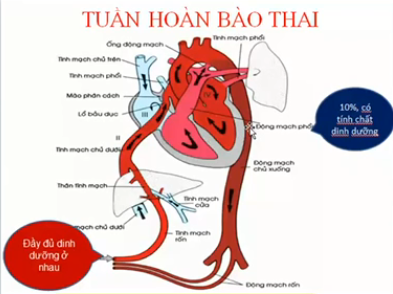 TUẦN HOÀN BÀO THAI
Ống động mạch
Tĩnh mạch phổi
Tĩnh mạch chủ trên
Tĩnh mạch phổi
Mào phân cách
Lỗ bầu dục
III
II
Tĩnh mạch chủ dưới
Động mạch phổi
Động mạch chủ xuống
10%, có
tính chất
dinh dưỡng
Thân tĩnh mạch
Tĩnh mạch
cửa
mạch chủ dưới
Tĩnh mạch
rốn
Động mạch rốn
Đầy đủ dinh
dưỡng ở
nhau